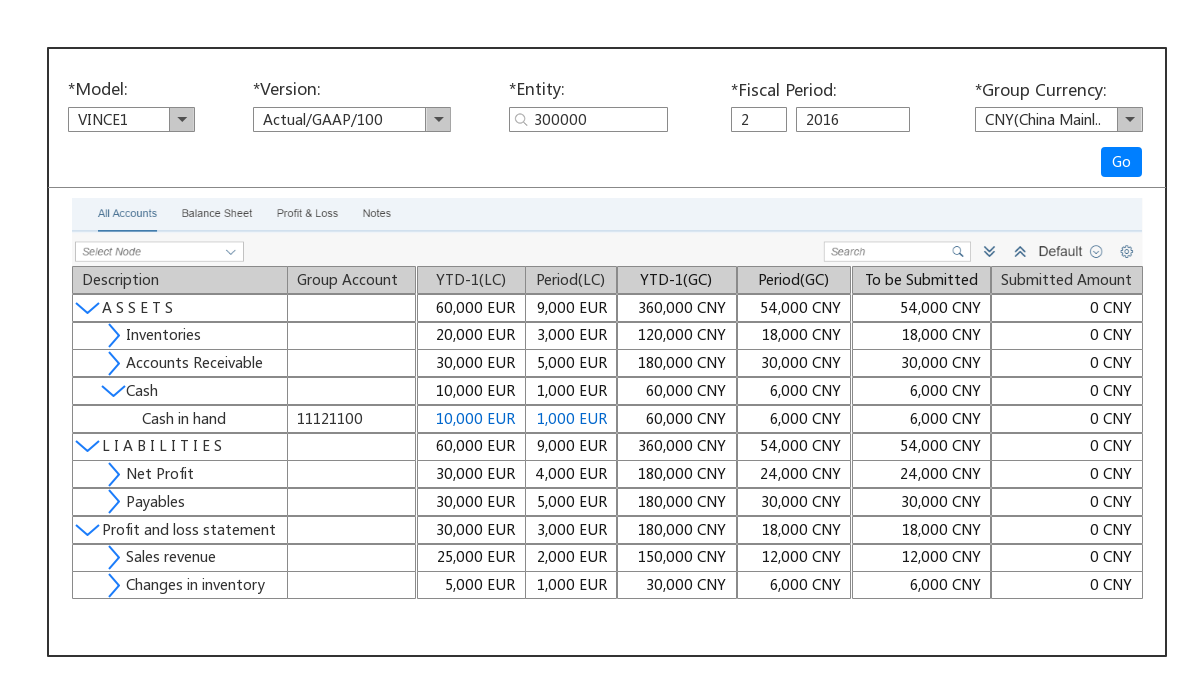 *Model: *Version: *Entity: *Fiscal Period: *Group Currency:
VINCE1 Actual/GAAP/100 300000 2 2016 CNY(China Mainl..
Go
All Accounts Balance Sheet Profit & Loss Notes
Select Node Search Default
Description Group Account YTD-1(LC) Period(LC) YTD-1(GC) Period(GC) To be Submitted Submitted Amount
A S S E T S 60,000 EUR 9,000 EUR 360,000 CNY 54,000 CNY 54,000 CNY 0 CNY
Inventories 20,000 EUR 3,000 EUR 120,000 CNY 18,000 CNY 18,000 CNY 0 CNY
Accounts Receivable 30,000 EUR 5,000 EUR 180,000 CNY 30,000 CNY 30,000 CNY 0 CNY
Cash 10,000 EUR 1,000 EUR 60,000 CNY 6,000 CNY 6,000 CNY 0 CNY
Cash in hand 11121100 10,000 EUR 1,000 EUR 60,000 CNY 6,000 CNY 6,000 CNY 0 CNY
L I A B I L I T I E S 60,000 EUR 9,000 EUR 360,000 CNY 54,000 CNY 54,000 CNY 0 CNY
Net Profit 30,000 EUR 4,000 EUR 180,000 CNY 24,000 CNY 24,000 CNY 0 CNY
Payables 30,000 EUR 5,000 EUR 180,000 CNY 30,000 CNY 30,000 CNY 0 CNY
Profit and loss statement 30,000 EUR 3,000 EUR 180,000 CNY 18,000 CNY 18,000 CNY 0 CNY
Sales revenue 25,000 EUR 2,000 EUR 150,000 CNY 12,000 CNY 12,000 CNY 0 CNY
Changes in inventory 5,000 EUR 1,000 EUR 30,000 CNY 6,000 CNY 6,000 CNY 0 CNY